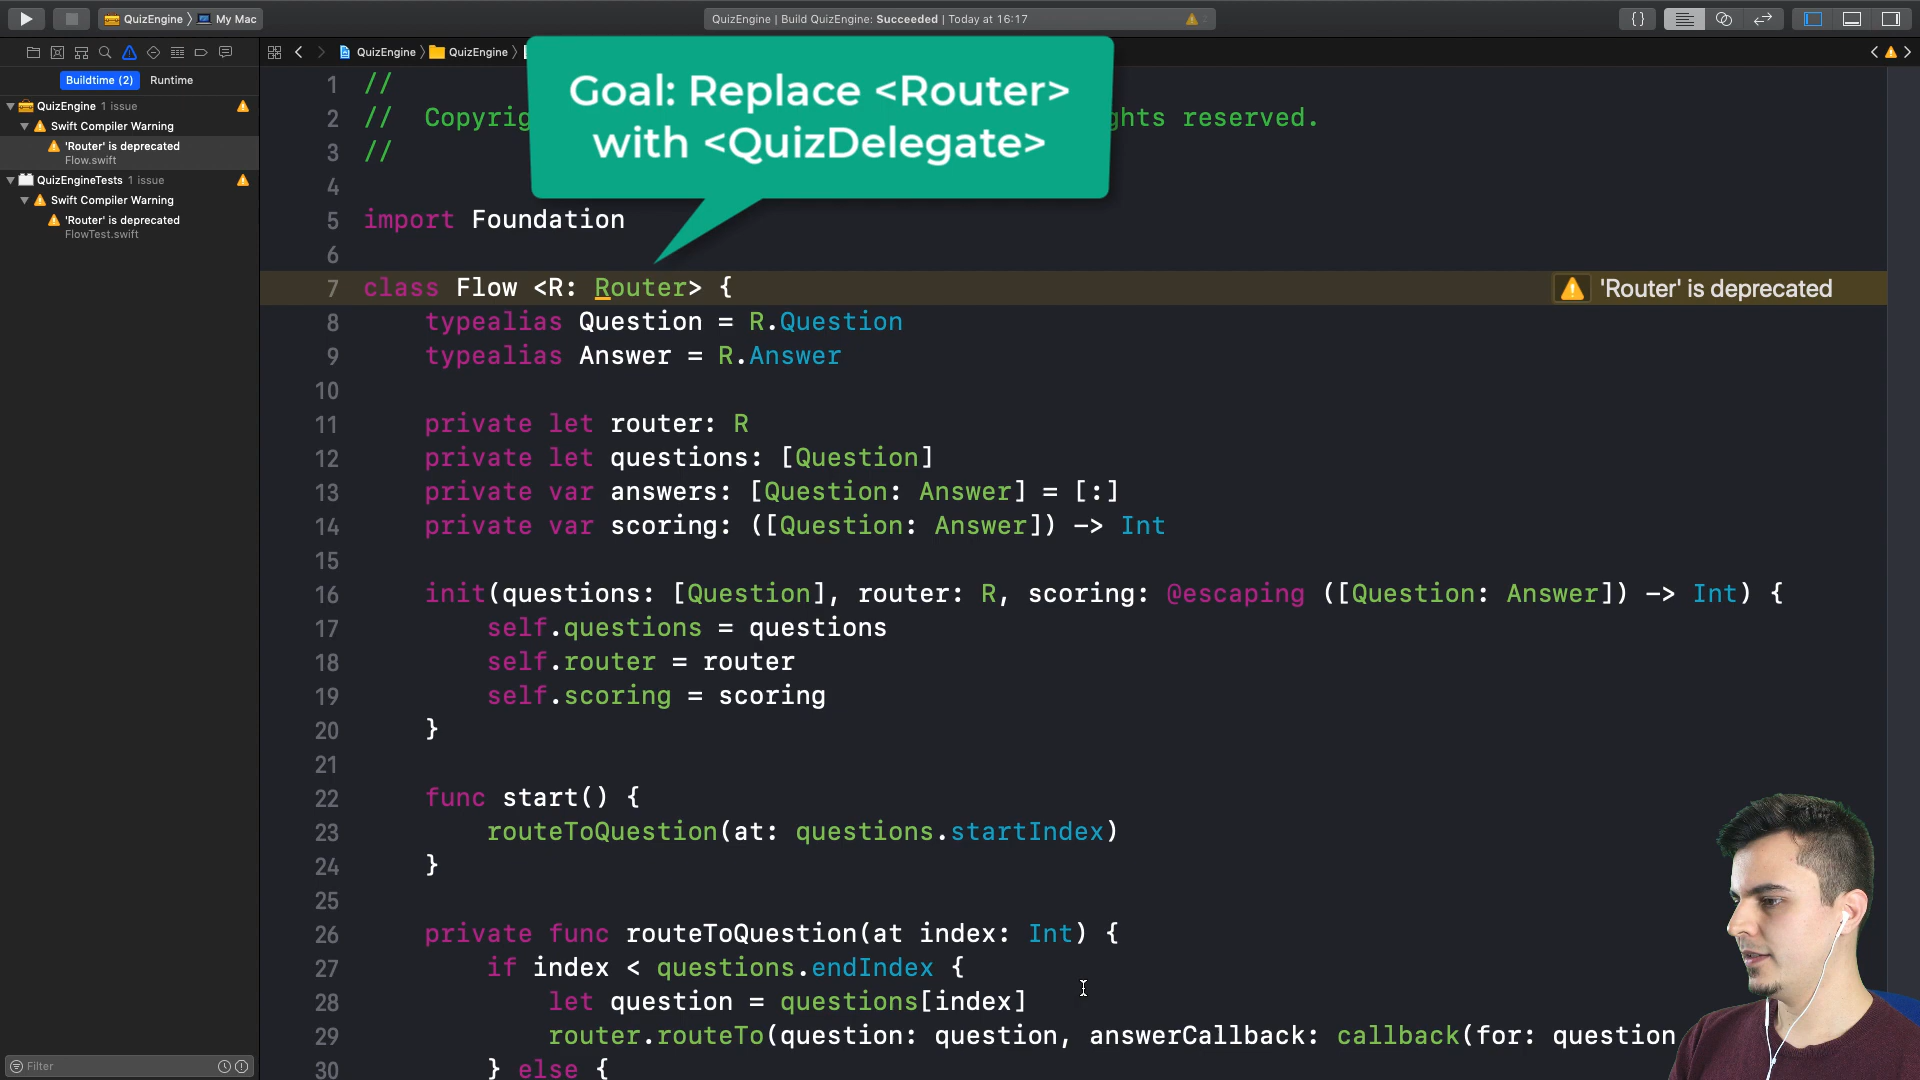 QuizEngine 〉 My Mac
QuizEngine | Build QuizEngine: Succeeded | Today at 16:17
{}
QuizEngine 〉 QuizEngine 〉
Buildtime (2) Runtime
QuizEngine 1 issue
Swift Compiler Warning
'Router' is deprecated
Flow.swift
QuizEngineTests 1 issue
Swift Compiler Warning
'Router' is deprecated
FlowTest.swift
Filter
Goal: Replace <Router>
with <QuizDelegate>
1 //
2 // ghts reserved.
3 //
4
5 import Foundation
6
7 class Flow <R: Router> { 'Router' is deprecated
8 typealias Question = R.Question
9 typealias Answer = R.Answer
10
11 private let router: R
12 private let questions: [Question]
13 private var answers: [Question: Answer] = [:]
14 private var scoring: ([Question: Answer]) -> Int
15
16 init(questions: [Question], router: R, scoring: @escaping ([Question: Answer]) -> Int) {
17 self.questions = questions
18 self.router = router
19 self.scoring = scoring
20 }
21
22 func start() {
23 routeToQuestion(at: questions.startIndex)
24 }
25
26 private func routeToQuestion(at index: Int) {
27 if index < questions.endIndex {
28 let question = questions[index]
29 router.routeTo(question: question, answerCallback: callback(for: question
30 } else {